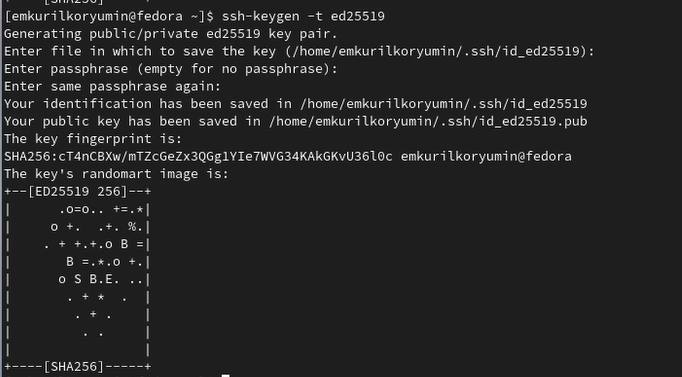 [emkurilkoryumin@fedora ~]$ ssh-keygen -t ed25519
Generating public/private ed25519 key pair.
Enter file in which to save the key (/home/emkurilkoryumin/.ssh/id_ed25519):
Enter passphrase (empty for no passphrase):
Enter same passphrase again:
Your identification has been saved in /home/emkurilkoryumin/.ssh/id_ed25519
Your public key has been saved in /home/emkurilkoryumin/.ssh/id_ed25519.pub
The key fingerprint is:
SHA256:cT4nCBXw/mTZcGeZx3QGg1YIe7WVG34KAkGKvU36l0c emkurilkoryumin@fedora
The key's randomart image is:
+--[ED25519 256]--+
|      .o=o.. +=.*|
|     o +.  .+. %.|
|    . + +.+.o B =|
|       B =.*.o +.|
|      o S B.E. ..|
|       . + *  .  |
|        . + .    |
|         . .     |
|                 |
+----[SHA256]-----+